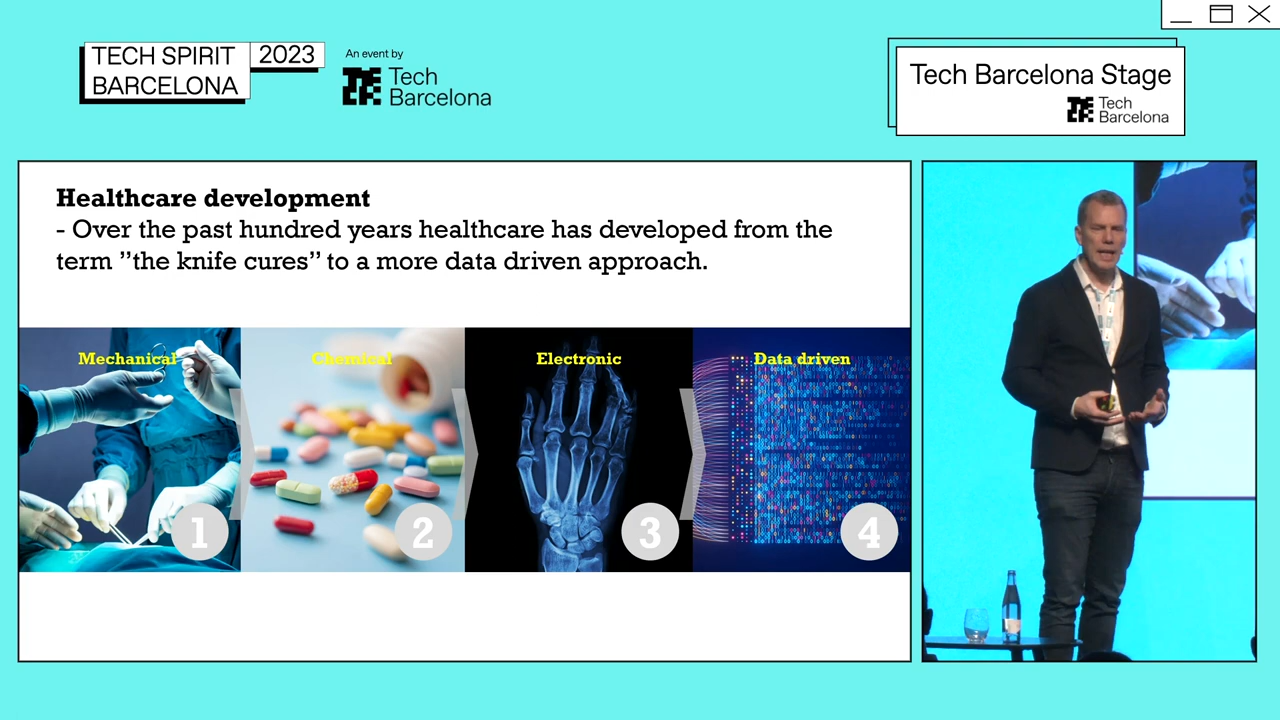 TECH SPIRIT
BARCELONA
2023
An event by
Tech
Barcelona
Tech Barcelona Stage
Tech
Barcelona
Healthcare development
- Over the past hundred years healthcare has developed from the
term ”the knife cures” to a more data driven approach.
Mechanical
Chemical
Electronic
Data driven
1
2
3
4